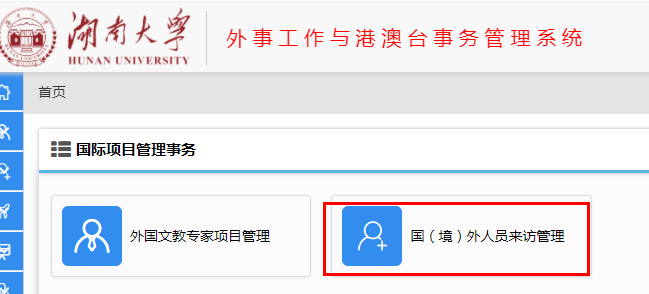 湖南大学
HUNAN UNIVERSITY
外事工作与港澳台事务管理系统
首页
国际项目管理事务
外国文教专家项目管理
国（境）外人员来访管理